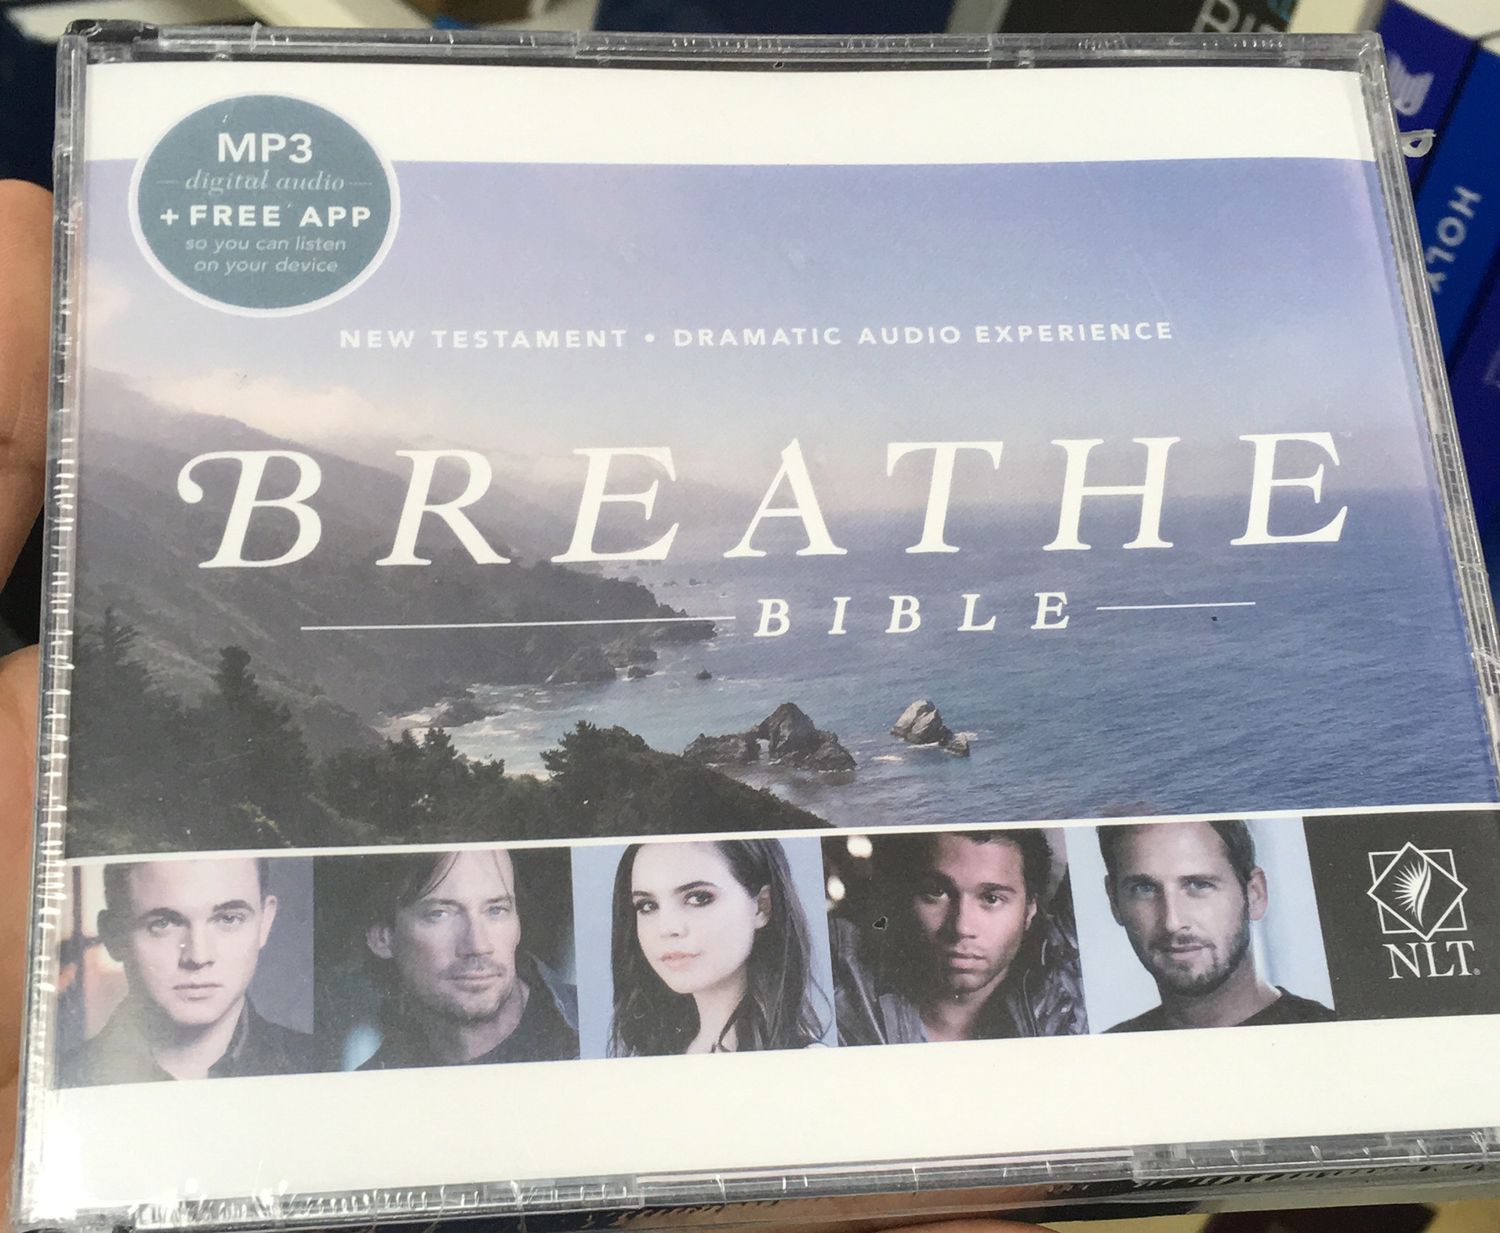 MP3
digital audio
+ FREE APP
so you can listen
on your device
NEW TESTAMENT • DRAMATIC AUDIO EXPERIENCE
BREATHE
BIBLE
NLT®
HOLY